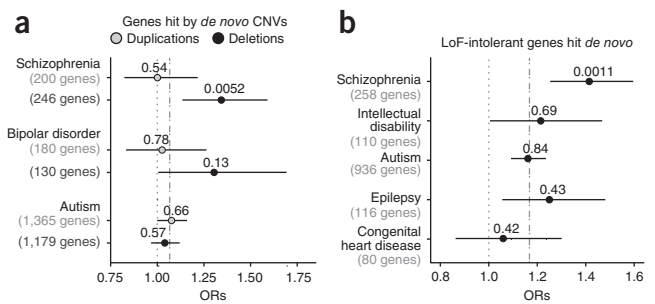 a
Genes hit by de novo CNVs
Duplications Deletions
Schizophrenia
(200 genes)
0.54
(246 genes)
0.0052
Bipolar disorder
(180 genes)
0.78
(130 genes)
0.13
Autism
(1,365 genes)
0.66
(1,179 genes)
0.57
0.75 1.00 1.25 1.50 1.75
ORs
b
LoF-intolerant genes hit de novo
Schizophrenia
(258 genes)
0.0011
Intellectual
disability
(110 genes)
0.69
Autism
(936 genes)
0.84
Epilepsy
(116 genes)
0.43
Congenital
heart disease
(80 genes)
0.42
0.8 1.0 1.2 1.4 1.6
ORs